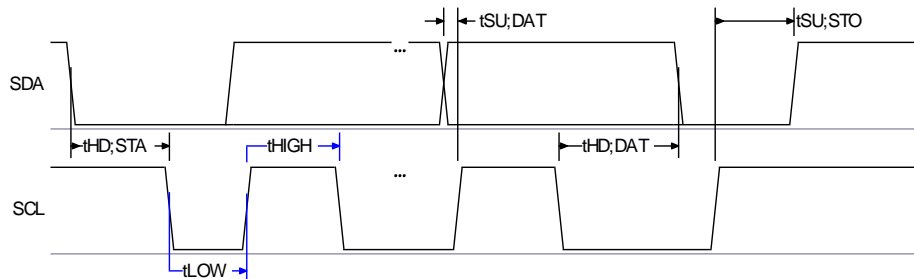 tSU;DAT
tSU;STO
...
SDA
tHD;STA
tHIGH
tHD;DAT
...
SCL
tLOW